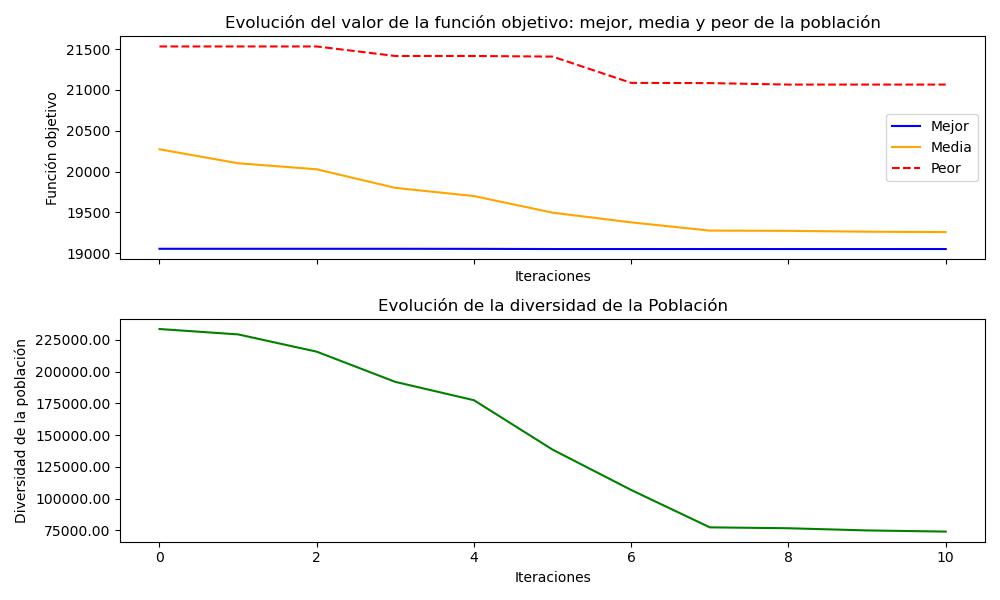 Evolución del valor de la función objetivo: mejor, media y peor de la población
21500
21000
20500
20000
19500
19000
Función objetivo
Mejor
Media
Peor
Iteraciones
Evolución de la diversidad de la Población
225000.00
200000.00
175000.00
150000.00
125000.00
100000.00
75000.00
Diversidad de la población
0 2 4 6 8 10
Iteraciones